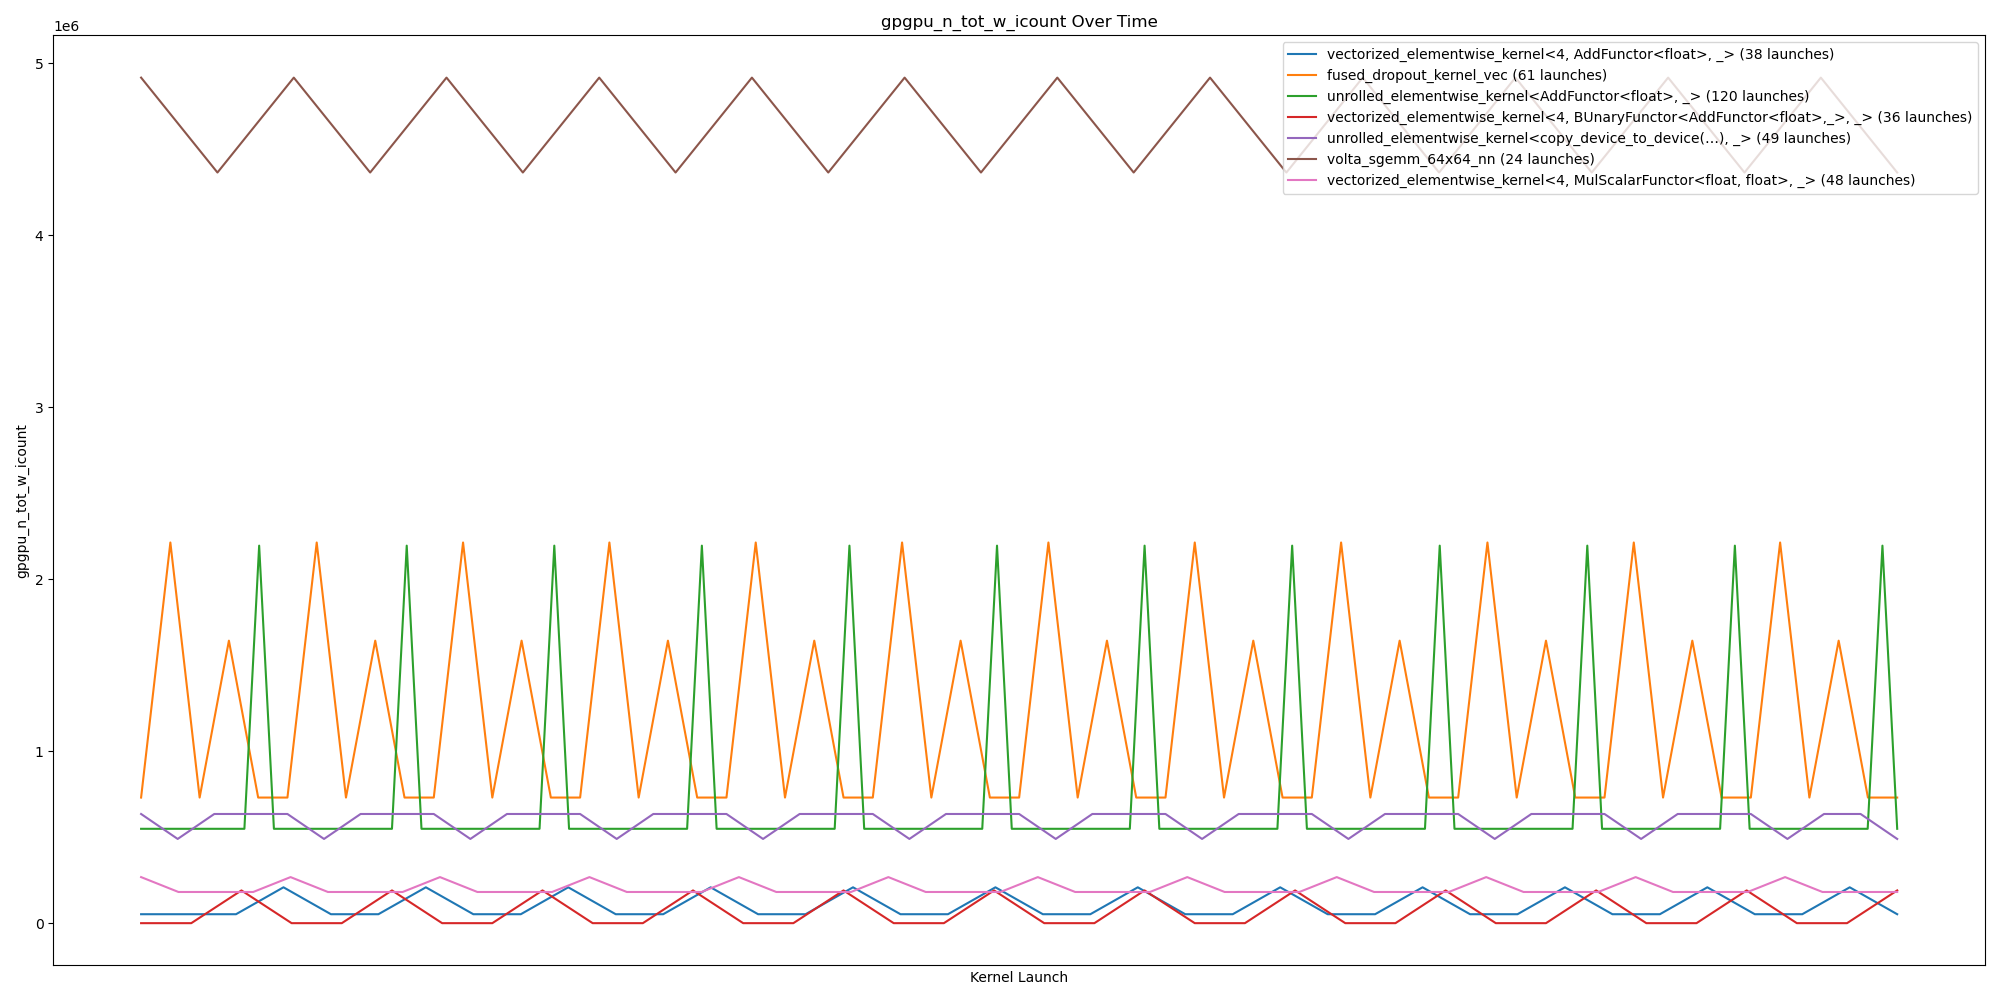 gpgpu_n_tot_w_icount Over Time
1e6
vectorized_elementwise_kernel<4, AddFunctor<float>, _> (38 launches)
fused_dropout_kernel_vec (61 launches)
unrolled_elementwise_kernel<AddFunctor<float>, _> (120 launches)
vectorized_elementwise_kernel<4, BUnaryFunctor<AddFunctor<float>,_>, _> (36 launches)
unrolled_elementwise_kernel<copy_device_to_device(...), _> (49 launches)
volta_sgemm_64x64_nn (24 launches)
vectorized_elementwise_kernel<4, MulScalarFunctor<float, float>, _> (48 launches)
5
4
3
2
1
0
gpgpu_n_tot_w_icount
Kernel Launch